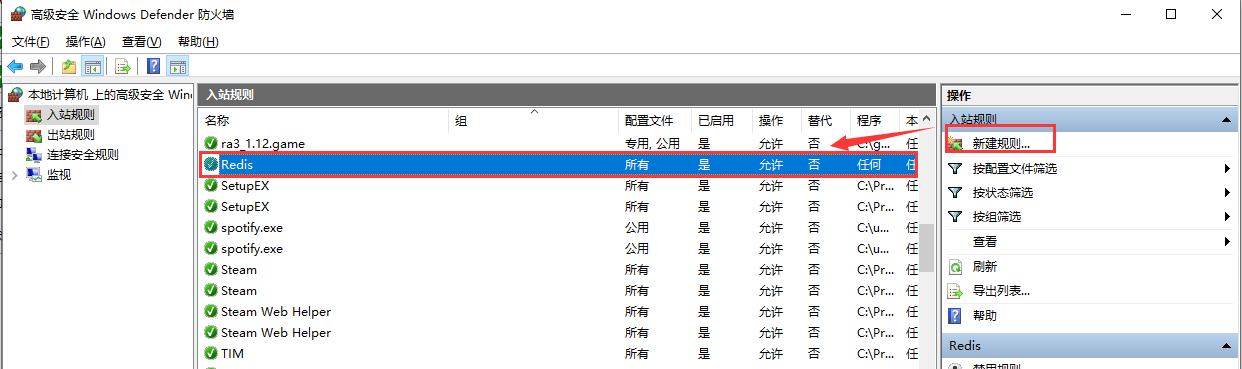 高级安全 Windows Defender 防火墙
文件(F) 操作(A) 查看(V) 帮助(H)
本地计算机 上的高级安全 Wind
入站规则
出站规则
连接安全规则
监视
入站规则
名称 组 配置文件 已启用 操作 替代 程序 本
ra3_1.12.game 专用, 公用 是 允许 否 C:\g... 任
Redis 所有 是 允许 否 任何 任
SetupEX 所有 是 允许 否 C:\Pr... 任
SetupEX 所有 是 允许 否 C:\Pr... 任
spotify.exe 公用 是 允许 否 C:\u... 任
spotify.exe 公用 是 允许 否 C:\u... 任
Steam 所有 是 允许 否 C:\Pr... 任
Steam 所有 是 允许 否 C:\Pr... 任
Steam Web Helper 所有 是 允许 否 C:\Pr... 任
Steam Web Helper 所有 是 允许 否 C:\Pr... 任
TIM 所有 是 允许 否 C:\Pr... 任
操作
入站规则
新建规则...
按配置文件筛选
按状态筛选
按组筛选
查看
刷新
导出列表...
帮助
Redis
禁用规则